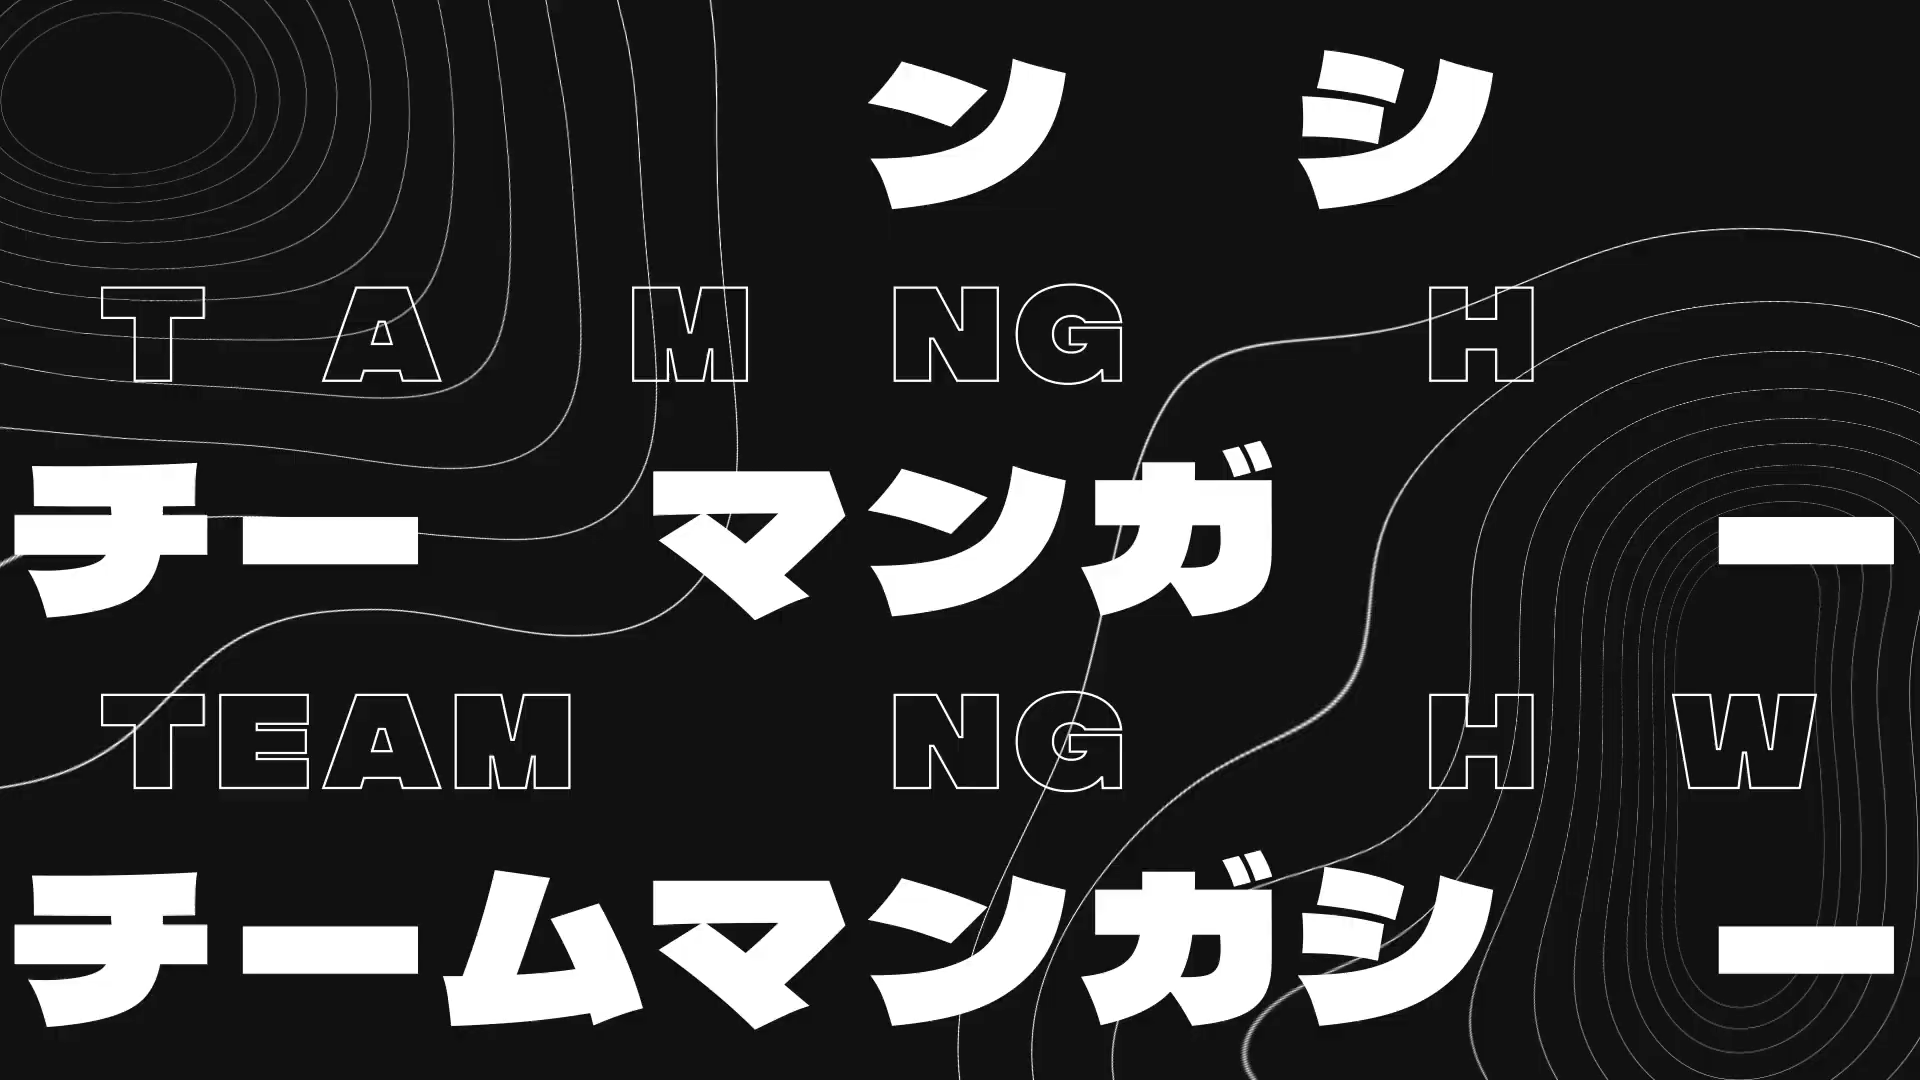 ン シ
T A M NG H
チー マンガ ー
TEAM NG H W
チームマンガシ ー